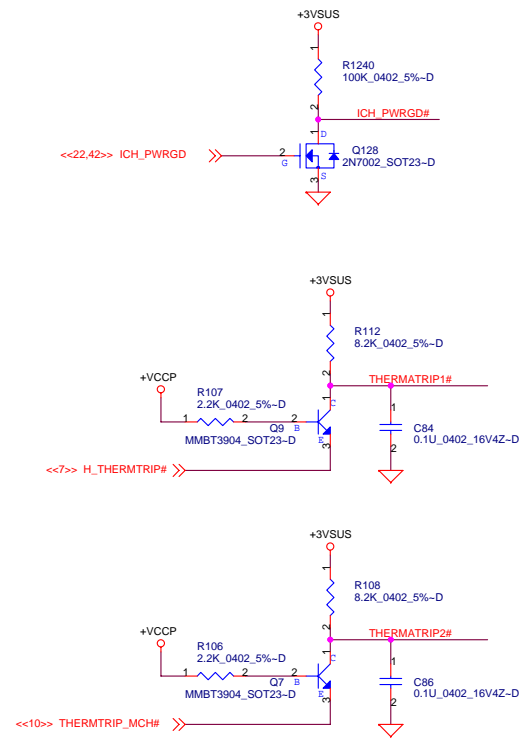 +3VSUS
1
R1240
100K_0402_5%~D
2
ICH_PWRGD#
1
D
<<22,42>> ICH_PWRGD
2
G
Q128
2N7002_SOT23~D
S
3
+3VSUS
1
R112
8.2K_0402_5%~D
2
+VCCP
THERMATRIP1#
R107
2.2K_0402_5%~D
1
2
2
B
1
C
Q9
MMBT3904_SOT23~D
E
3
1
C84
0.1U_0402_16V4Z~D
2
<<7>> H_THERMTRIP#
+3VSUS
1
R108
8.2K_0402_5%~D
2
+VCCP
THERMATRIP2#
R106
2.2K_0402_5%~D
1
2
2
B
1
C
Q7
MMBT3904_SOT23~D
E
3
1
C86
0.1U_0402_16V4Z~D
2
<<10>> THERMTRIP_MCH#